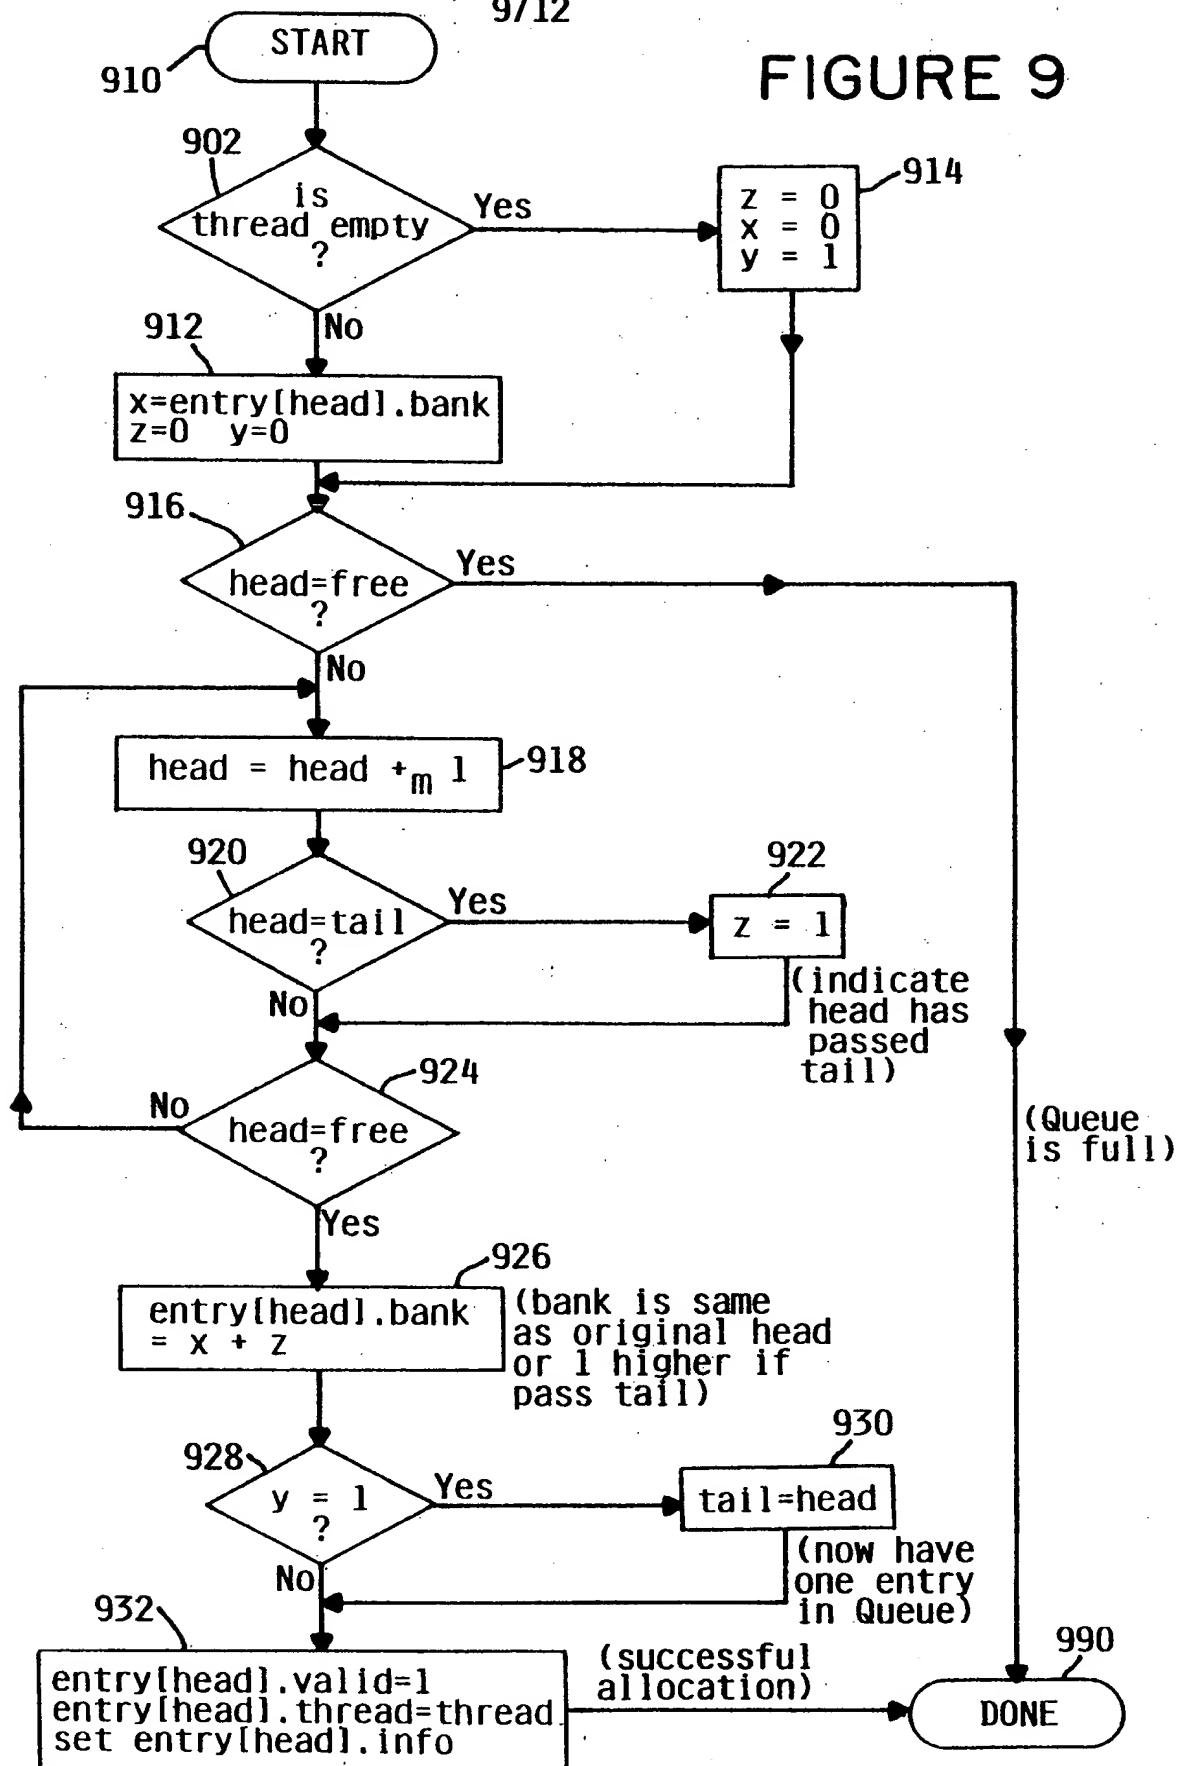 9/12
START
FIGURE 9
910
902
is
thread empty
?
Yes
914
z = 0
x = 0
y = 1
No
912
x=entry[head].bank
z=0 y=0
916
head=free
?
Yes
No
head = head +m 1
918
920
head=tail
?
Yes
922
z = 1
(indicate
head has
passed
tail)
No
924
head=free
?
No
(Queue
is full)
Yes
926
entry[head].bank
= x + z
(bank is same
as original head
or 1 higher if
pass tail)
928
y = 1
?
Yes
930
tail=head
(now have
one entry
in Queue)
No
932
entry[head].valid=1
entry[head].thread=thread
set entry[head].info
(successful
allocation)
990
DONE